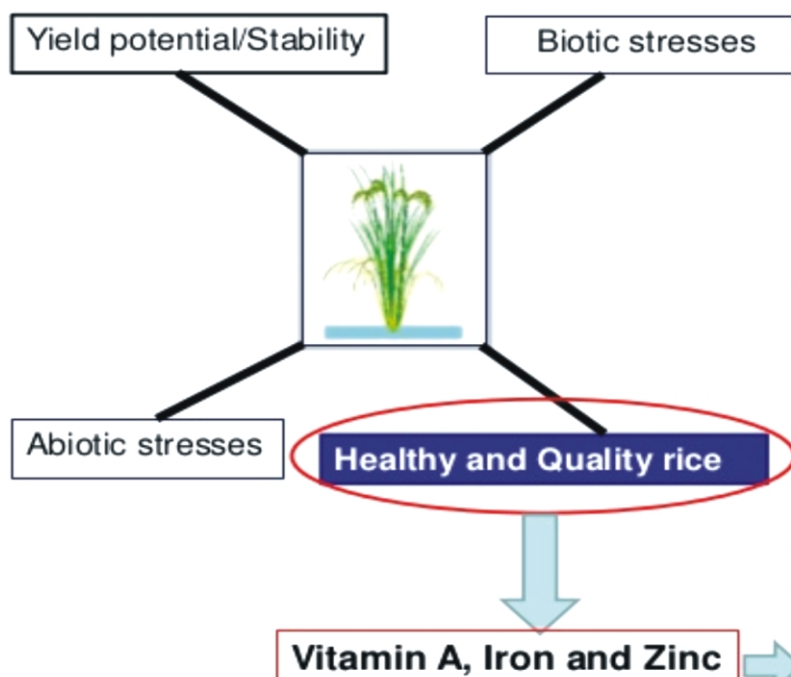 Yield potential/Stability
Biotic stresses
Abiotic stresses
Healthy and Quality rice
Vitamin A, Iron and Zinc